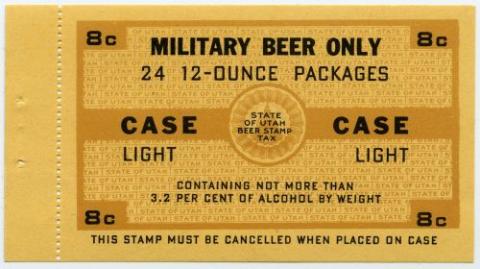 8c MILITARY BEER ONLY 8c
24 12-OUNCE PACKAGES
STATE
OF UTAH
BEER STAMP
TAX
CASE CASE
LIGHT LIGHT
CONTAINING NOT MORE THAN
3.2 PER CENT OF ALCOHOL BY WEIGHT
8c 8c
THIS STAMP MUST BE CANCELLED WHEN PLACED ON CASE